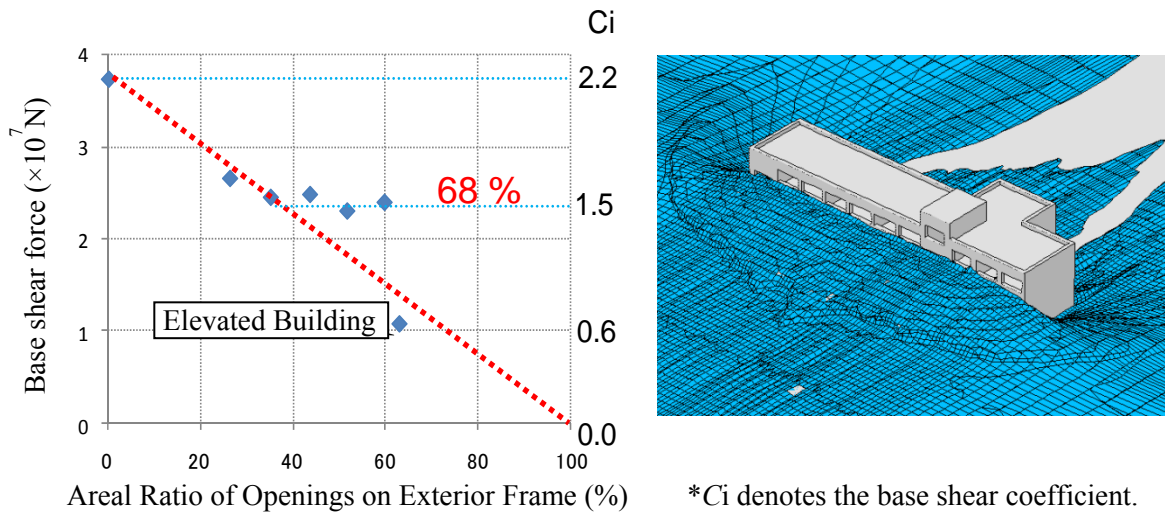 Ci
4
2.2
3
68 %
1.5
2
Elevated Building
1
0.6
0
0.0
0 20 40 60 80 100
Base shear force (×10⁷ N)
Areal Ratio of Openings on Exterior Frame (%)
*Ci denotes the base shear coefficient.